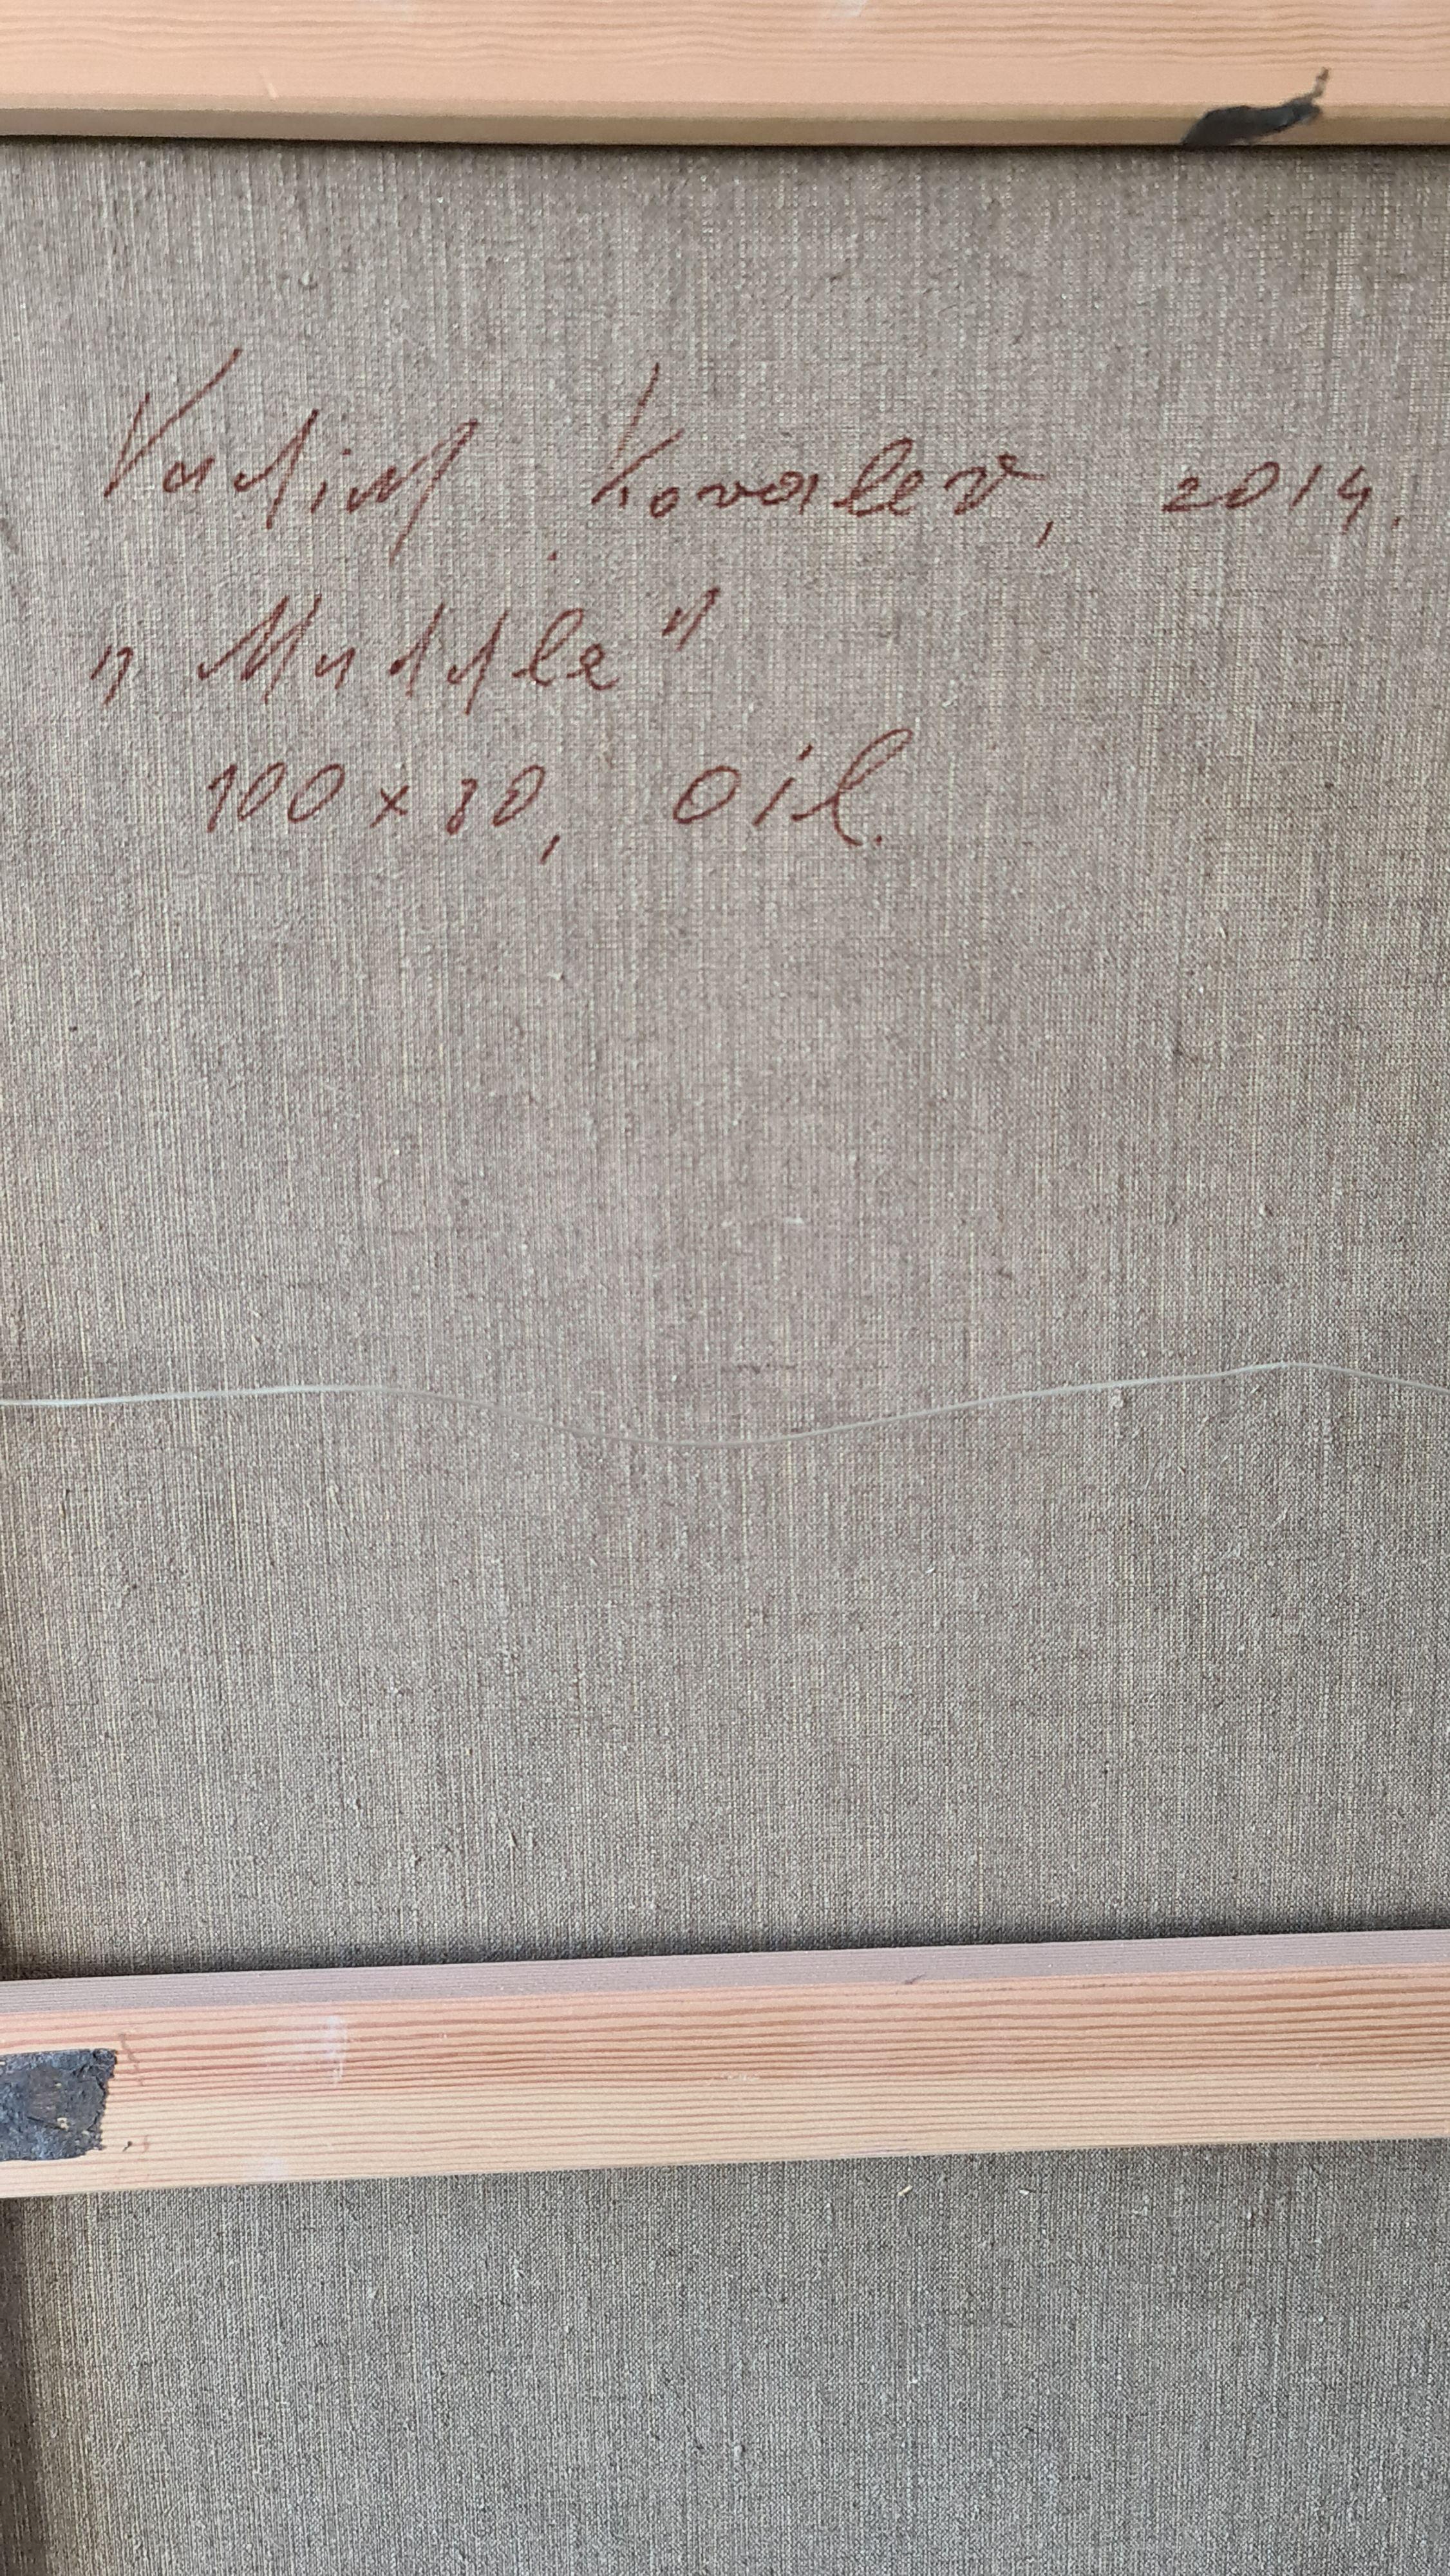 Vadim Kovalev, 2014.
„Muddle"
100 x 80, Oil.